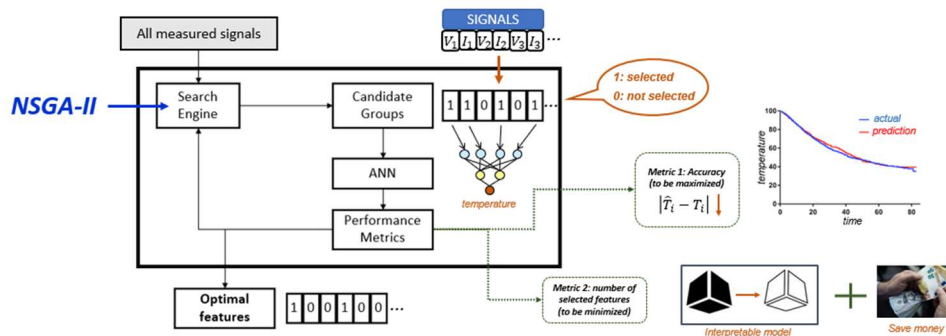 All measured signals
SIGNALS
V1 I1 V2 I2 V3 I3 ...
NSGA-II
Search
Engine
Candidate
Groups
1 1 0 1 0 1 ...
1: selected
0: not selected
ANN
temperature
Performance
Metrics
Metric 1: Accuracy
(to be maximized)
|T̂i − Ti| ↓
100
80
60
40
20
0
0 20 40 60 80
temperature
time
actual
prediction
Optimal
features
1 0 0 1 0 0 ...
Metric 2: number of
selected features
(to be minimized)
Interpretable model
+
Save money